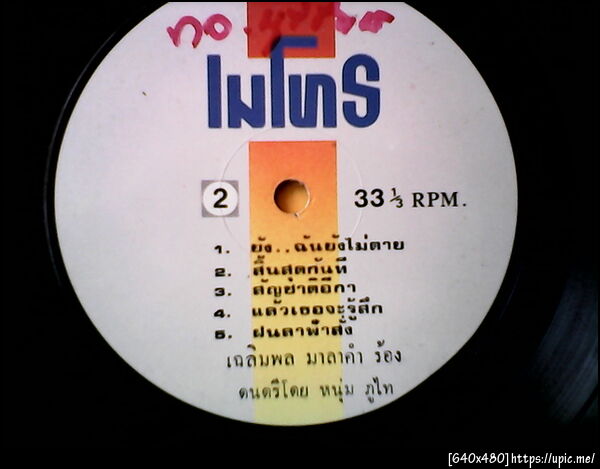 ไมโทร
2
33 ⅓ RPM.
1. ยัง..ฉันยังไม่ตาย
2. สิ้นสุดกันที
3. สัญชาติอีกา
4. แล้วเธอจะรู้สึก
5. ฝนลาฟ้าสั่ง
เฉลิมพล มาลาคำ ร้อง
ดนตรีโดย หนุ่ม ภูไท
[640x480]https://upic.me/